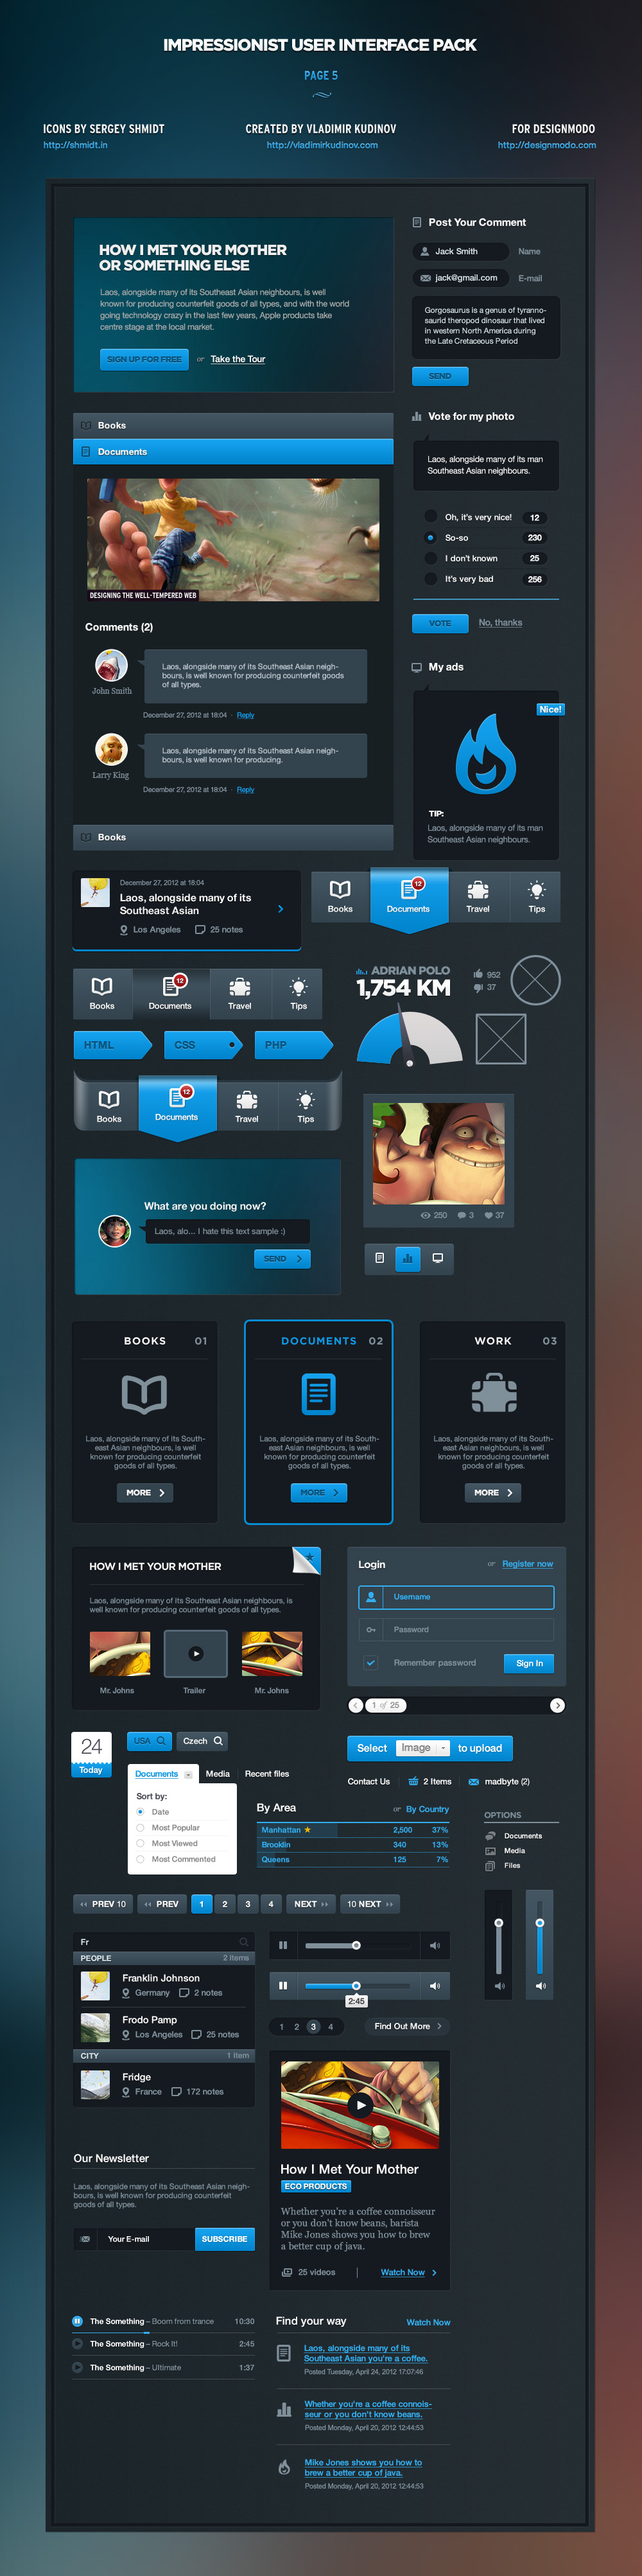 IMPRESSIONIST USER INTERFACE PACK
PAGE 5
ICONS BY SERGEY SHMIDT
http://shmidt.in
CREATED BY VLADIMIR KUDINOV
http://vladimirkudinov.com
FOR DESIGNMODO
http://designmodo.com
HOW I MET YOUR MOTHER
OR SOMETHING ELSE
Laos, alongside many of its Southeast Asian neighbours, is well
known for producing counterfeit goods of all types, and with the world
going technology crazy in the last few years, Apple products take
centre stage at the local market.
SIGN UP FOR FREE or Take the Tour
Post Your Comment
Jack Smith Name
jack@gmail.com E-mail
Gorgosaurus is a genus of tyranno-
saurid theropod dinosaur that lived
in western North America during
the Late Cretaceous Period
SEND
Books
Documents
DESIGNING THE WELL-TEMPERED WEB
Comments (2)
Laos, alongside many of its Southeast Asian neigh-
bours, is well known for producing counterfeit goods
of all types.
John Smith
December 27, 2012 at 18:04 · Reply
Laos, alongside many of its Southeast Asian neigh-
bours, is well known for producing.
Larry King
December 27, 2012 at 18:04 · Reply
Books
Vote for my photo
Laos, alongside many of its man
Southeast Asian neighbours.
Oh, it's very nice! 12
So-so 230
I don't known 25
It's very bad 256
VOTE No, thanks
My ads
Nice!
TIP:
Laos, alongside many of its man
Southeast Asian neighbours.
December 27, 2012 at 18:04
Laos, alongside many of its
Southeast Asian
Los Angeles 25 notes
12
Books Documents Travel Tips
12
Books Documents Travel Tips
ADRIAN POLO
1,754 KM
952
37
HTML CSS PHP
12
Books Documents Travel Tips
What are you doing now?
Laos, alo... I hate this text sample :)
SEND
250 3 37
BOOKS 01
Laos, alongside many of its South-
east Asian neighbours, is well
known for producing counterfeit
goods of all types.
MORE
DOCUMENTS 02
Laos, alongside many of its South-
east Asian neighbours, is well
known for producing counterfeit
goods of all types.
MORE
WORK 03
Laos, alongside many of its South-
east Asian neighbours, is well
known for producing counterfeit
goods of all types.
MORE
HOW I MET YOUR MOTHER
Laos, alongside many of its Southeast Asian neighbours, is
well known for producing counterfeit goods of all types.
Mr. Johns Trailer Mr. Johns
Login or Register now
Username
Password
Remember password Sign In
1 of 25
24
Today
USA Czech
Documents Media Recent files
Sort by:
Date
Most Popular
Most Viewed
Most Commented
Select Image to upload
Contact Us 2 Items madbyte (2)
By Area or By Country
Manhattan 2,500 37%
Brooklin 340 13%
Queens 125 7%
OPTIONS
Documents
Media
Files
PREV 10 PREV 1 2 3 4 NEXT 10 NEXT
Fr
PEOPLE 2 items
Franklin Johnson
Germany 2 notes
Frodo Pamp
Los Angeles 25 notes
CITY 1 item
Fridge
France 172 notes
2:45
1 2 3 4 Find Out More
How I Met Your Mother
ECO PRODUCTS
Whether you're a coffee connoisseur
or you don't know beans, barista
Mike Jones shows you how to brew
a better cup of java.
25 videos Watch Now
Our Newsletter
Laos, alongside many of its Southeast Asian neigh-
bours, is well known for producing counterfeit
goods of all types.
Your E-mail SUBSCRIBE
The Something – Boom from trance 10:30
The Something – Rock It! 2:45
The Something – Ultimate 1:37
Find your way Watch Now
Laos, alongside many of its
Southeast Asian you're a coffee.
Posted Tuesday, April 24, 2012 17:07:46
Whether you're a coffee connois-
seur or you don't know beans.
Posted Monday, April 20, 2012 12:44:53
Mike Jones shows you how to
brew a better cup of java.
Posted Monday, April 20, 2012 12:44:53